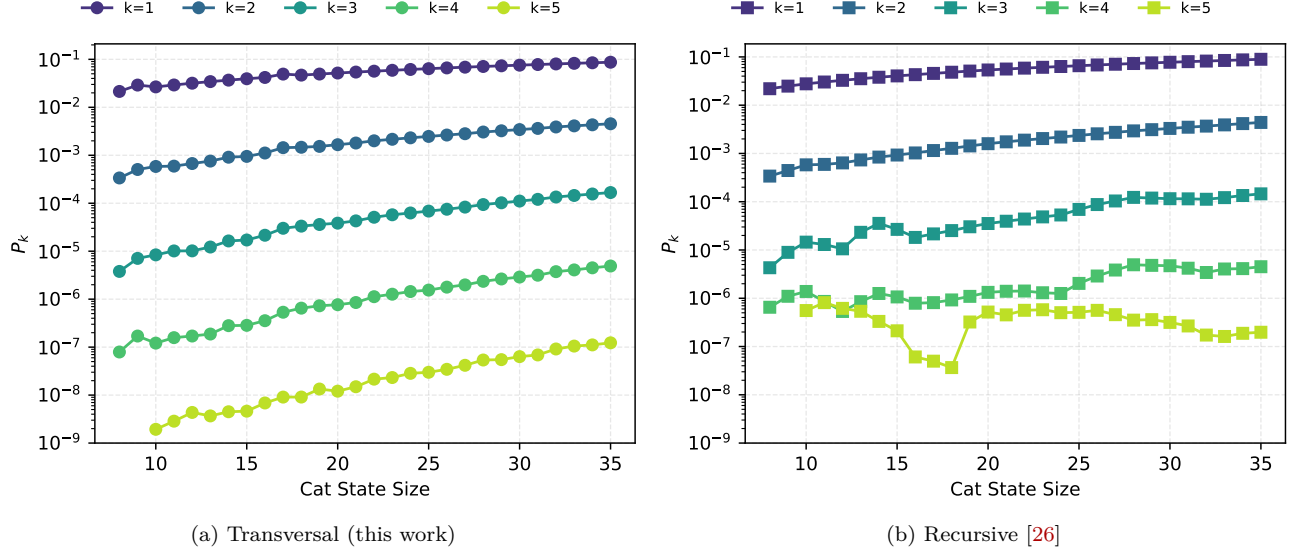 k=1 k=2 k=3 k=4 k=5
10⁻¹
10⁻²
10⁻³
10⁻⁴
10⁻⁵
10⁻⁶
10⁻⁷
10⁻⁸
10⁻⁹
Pₖ
10 15 20 25 30 35
Cat State Size
(a) Transversal (this work)
k=1 k=2 k=3 k=4 k=5
10⁻¹
10⁻²
10⁻³
10⁻⁴
10⁻⁵
10⁻⁶
10⁻⁷
10⁻⁸
10⁻⁹
Pₖ
10 15 20 25 30 35
Cat State Size
(b) Recursive [26]